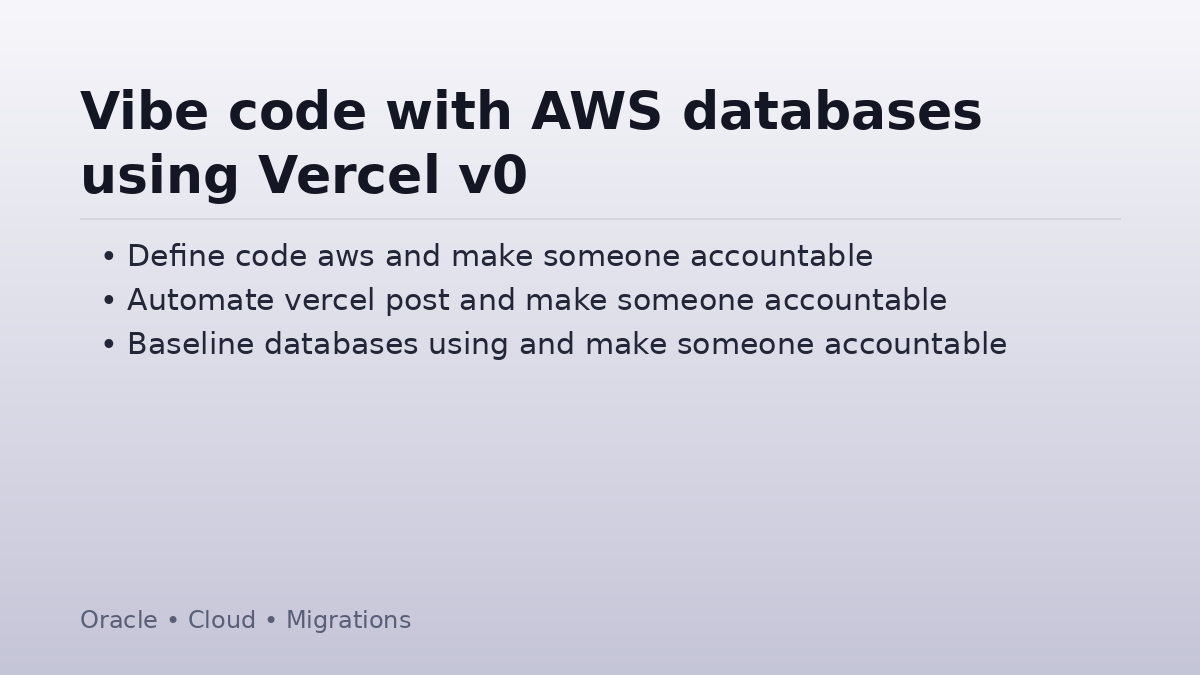 Vibe code with AWS databases
using Vercel v0
• Define code aws and make someone accountable
• Automate vercel post and make someone accountable
• Baseline databases using and make someone accountable
Oracle • Cloud • Migrations